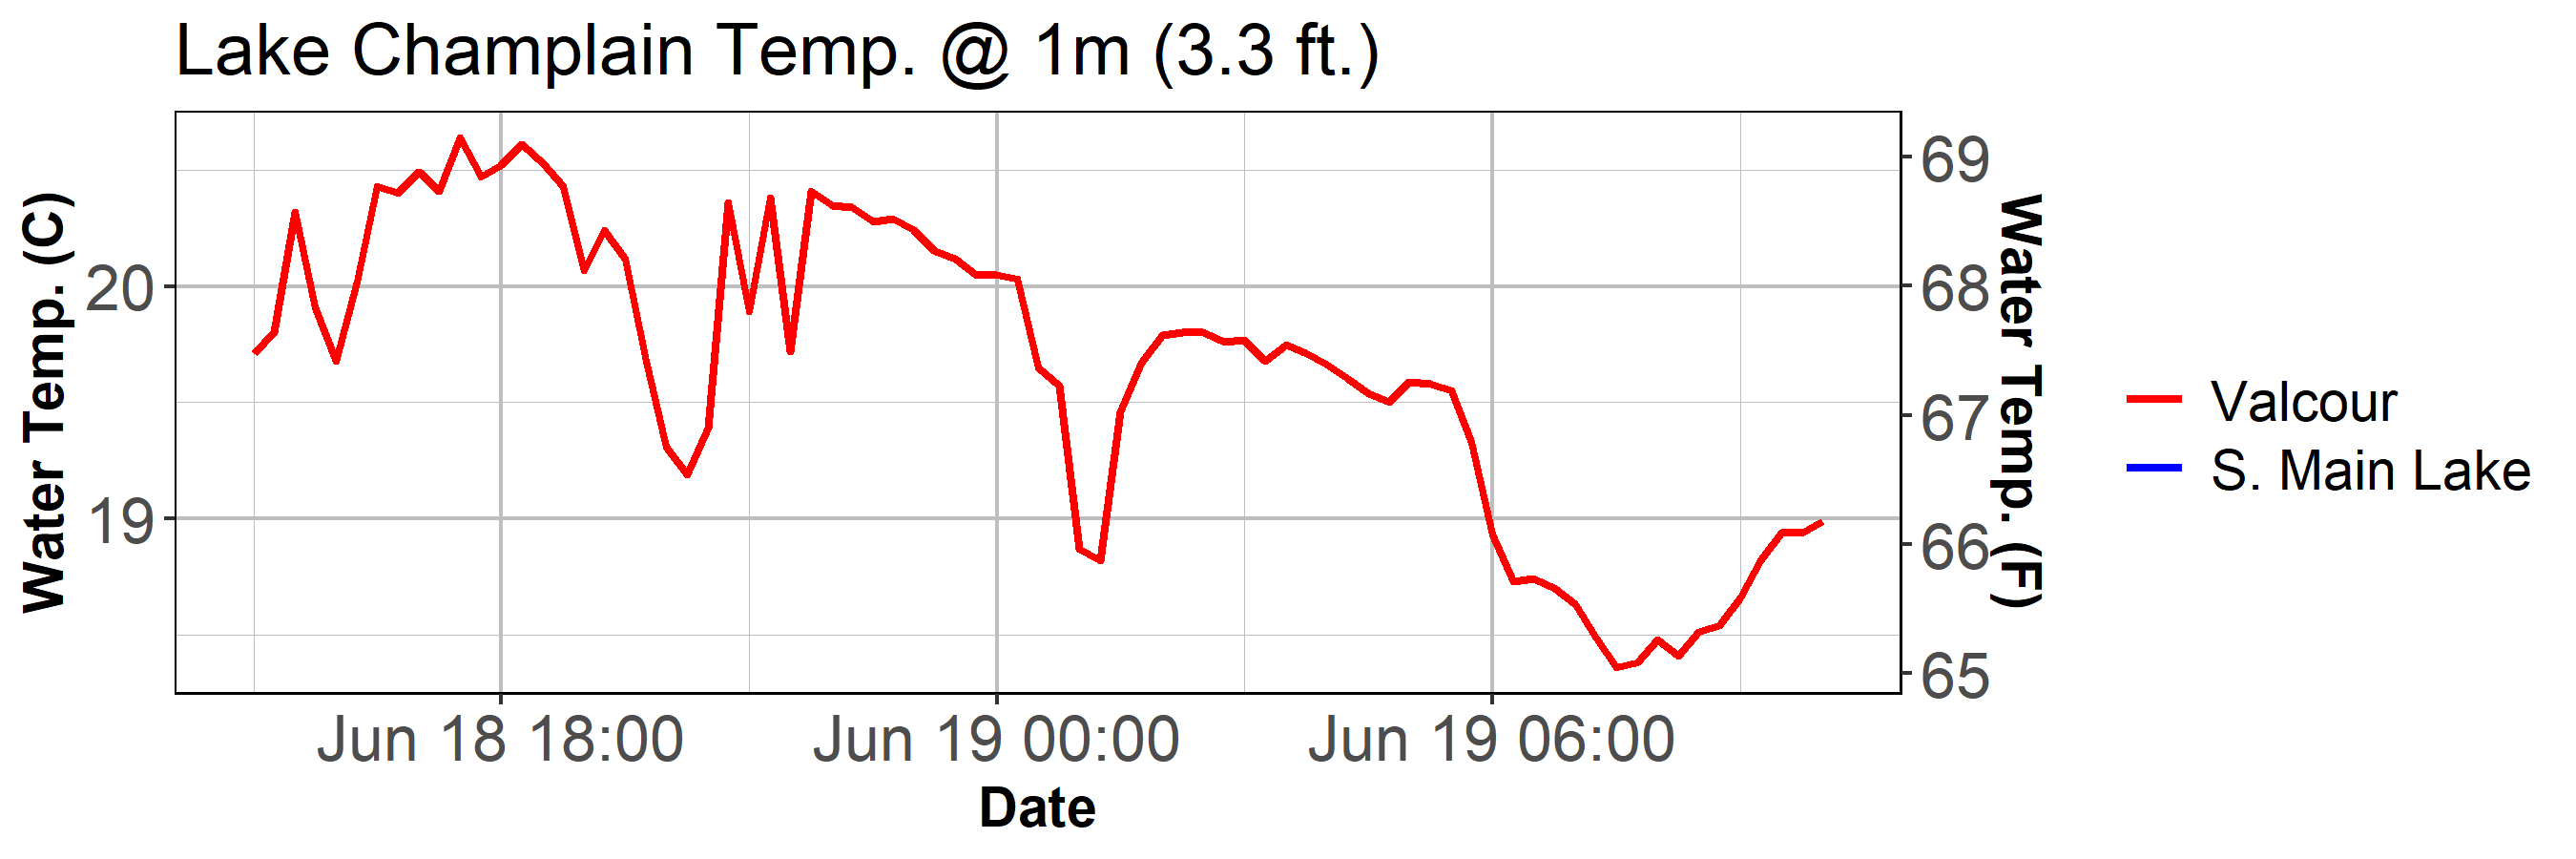 Lake Champlain Temp. @ 1m (3.3 ft.)
Water Temp. (C)
20
19
69
68
67
66
65
Water Temp. (F)
Jun 18 18:00
Jun 19 00:00
Jun 19 06:00
Date
Valcour
S. Main Lake